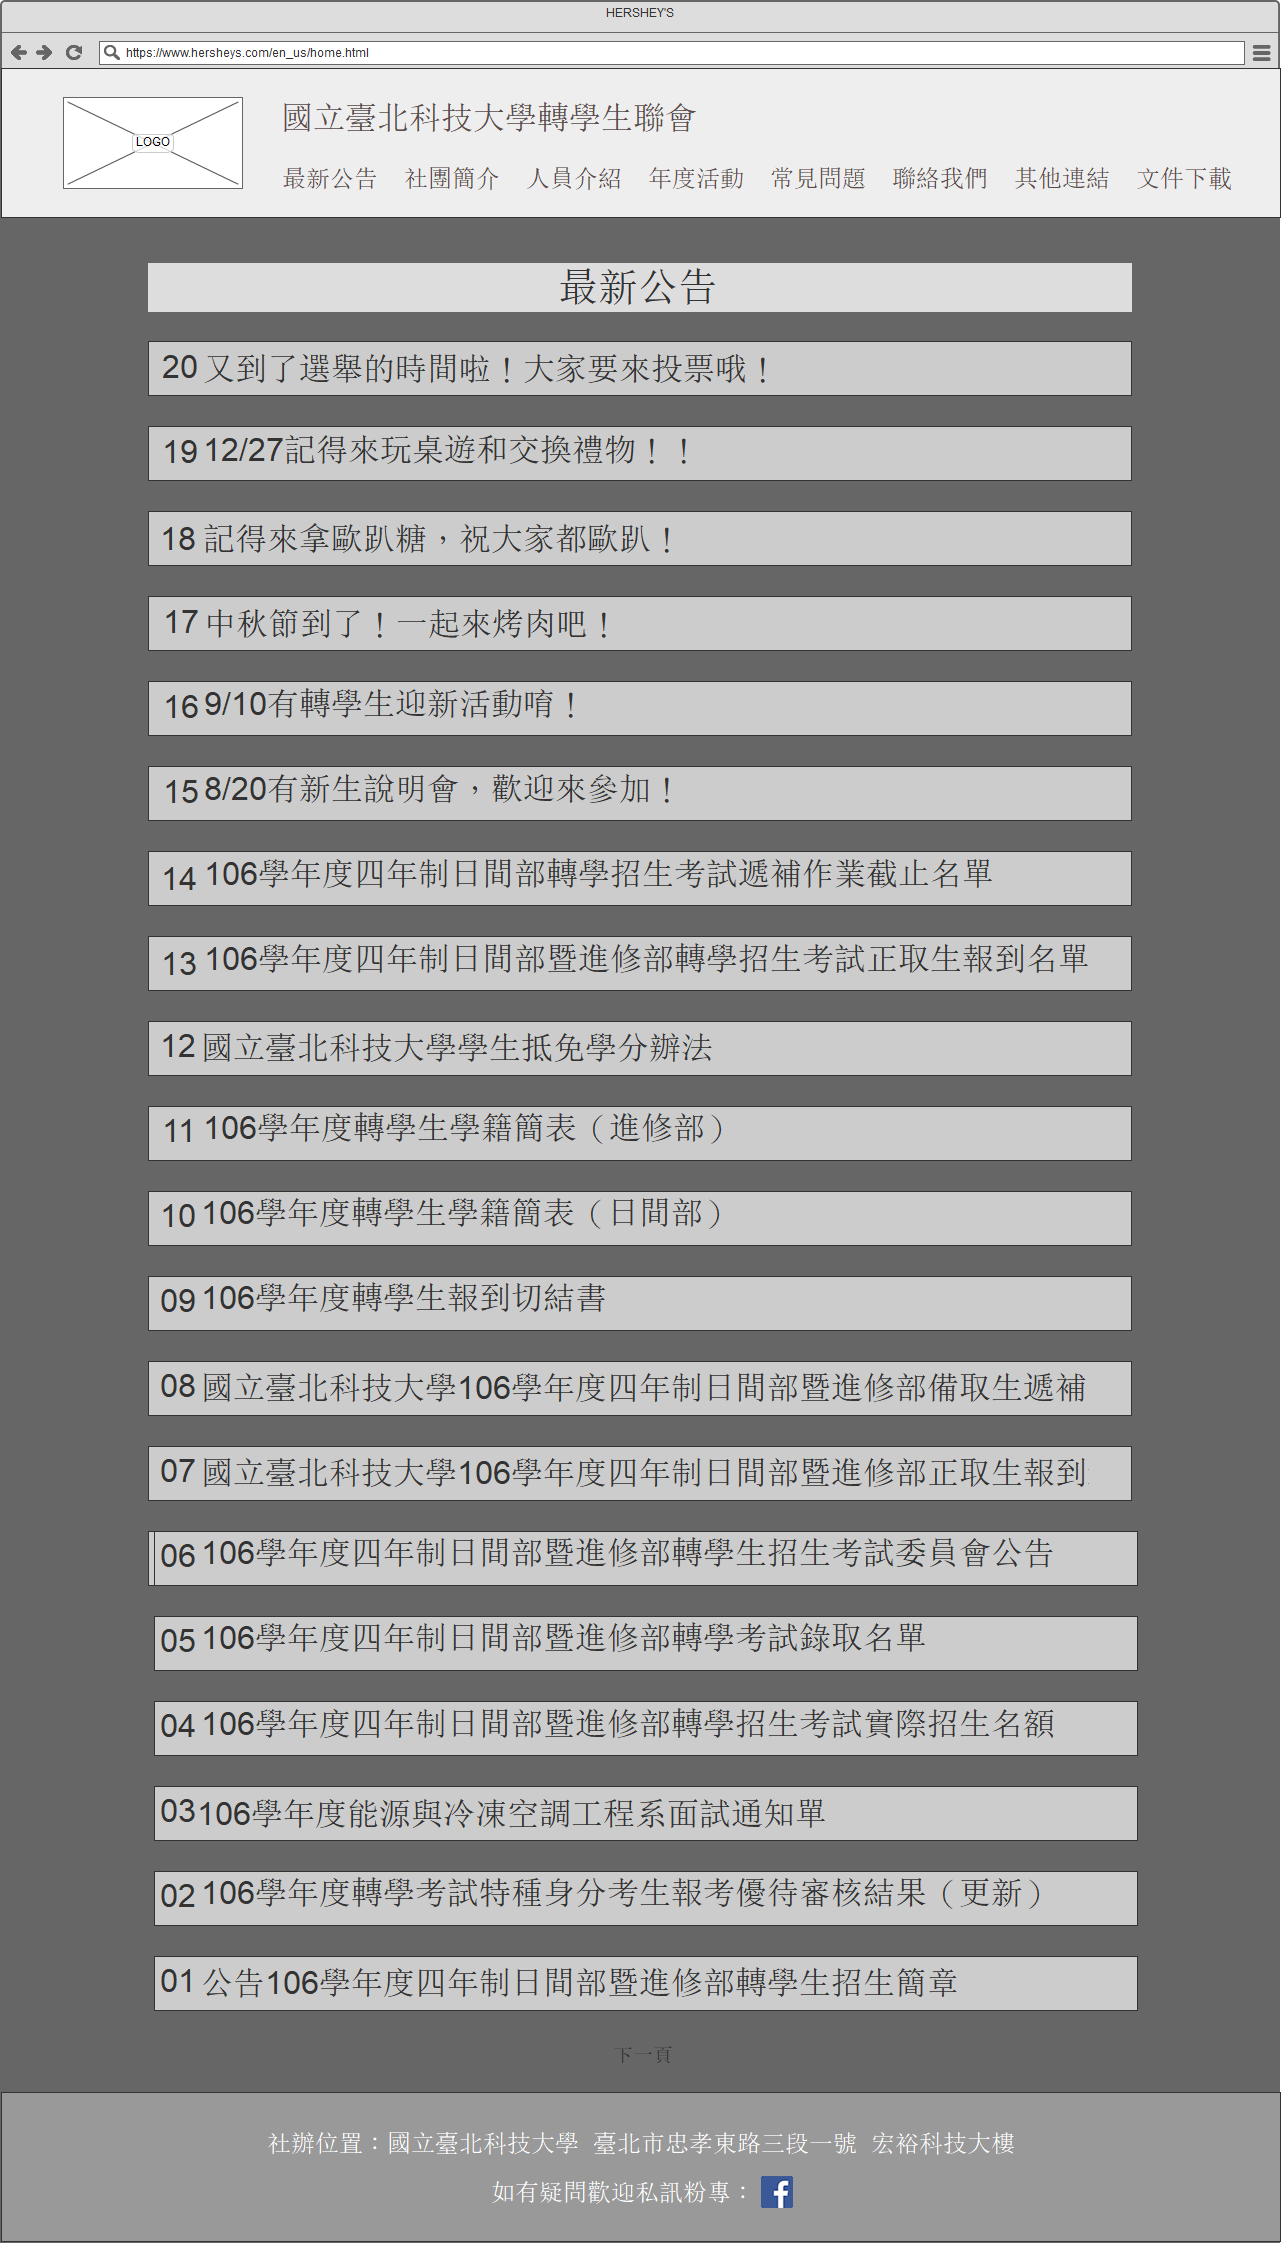 HERSHEY'S
https://www.hersheys.com/en_us/home.html
LOGO
國立臺北科技大學轉學生聯會
最新公告 社團簡介 人員介紹 年度活動 常見問題 聯絡我們 其他連結 文件下載
最新公告
20 又到了選舉的時間啦！大家要來投票哦！
19 12/27記得來玩桌遊和交換禮物！！
18 記得來拿歐趴糖，祝大家都歐趴！
17 中秋節到了！一起來烤肉吧！
16 9/10有轉學生迎新活動唷！
15 8/20有新生說明會，歡迎來參加！
14 106學年度四年制日間部轉學招生考試遞補作業截止名單
13 106學年度四年制日間部暨進修部轉學招生考試正取生報到名單
12 國立臺北科技大學學生抵免學分辦法
11 106學年度轉學生學籍簡表（進修部）
10 106學年度轉學生學籍簡表（日間部）
09 106學年度轉學生報到切結書
08 國立臺北科技大學106學年度四年制日間部暨進修部備取生遞補
07 國立臺北科技大學106學年度四年制日間部暨進修部正取生報到
06 106學年度四年制日間部暨進修部轉學生招生考試委員會公告
05 106學年度四年制日間部暨進修部轉學考試錄取名單
04 106學年度四年制日間部暨進修部轉學招生考試實際招生名額
03 106學年度能源與冷凍空調工程系面試通知單
02 106學年度轉學考試特種身分考生報考優待審核結果（更新）
01 公告106學年度四年制日間部暨進修部轉學生招生簡章
下一頁
社辦位置：國立臺北科技大學 臺北市忠孝東路三段一號 宏裕科技大樓
如有疑問歡迎私訊粉專：